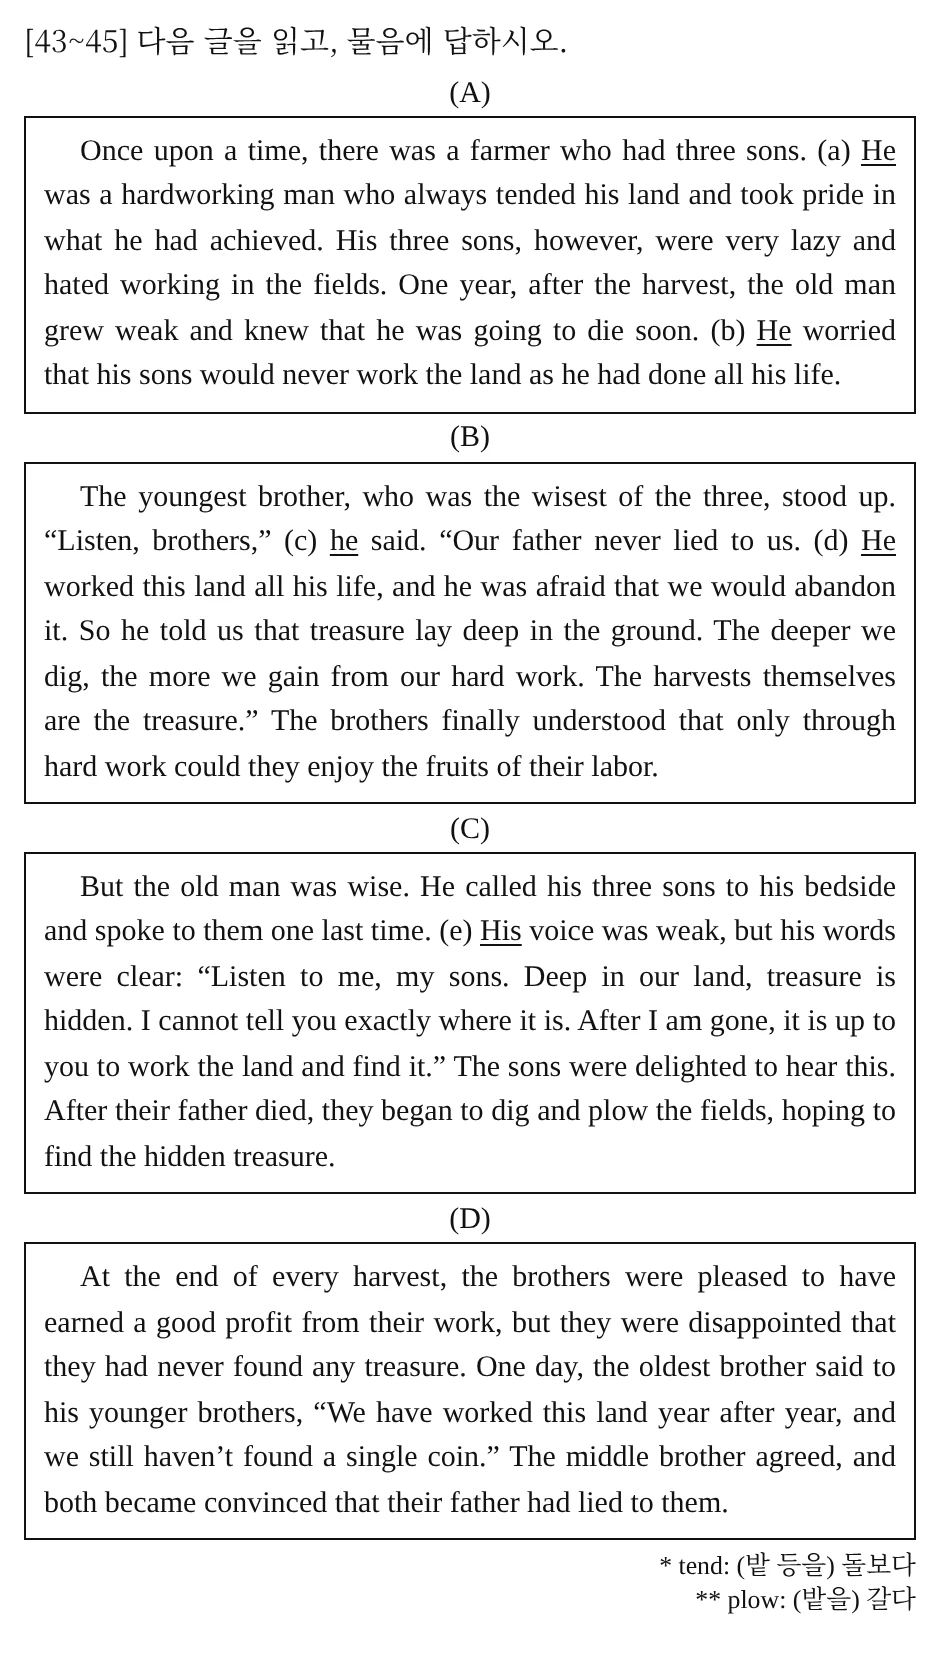 [43~45] 다음 글을 읽고, 물음에 답하시오.
(A)
Once upon a time, there was a farmer who had three sons. (a) He
was a hardworking man who always tended his land and took pride in
what he had achieved. His three sons, however, were very lazy and
hated working in the fields. One year, after the harvest, the old man
grew weak and knew that he was going to die soon. (b) He worried
that his sons would never work the land as he had done all his life.
(B)
The youngest brother, who was the wisest of the three, stood up.
“Listen, brothers,” (c) he said. “Our father never lied to us. (d) He
worked this land all his life, and he was afraid that we would abandon
it. So he told us that treasure lay deep in the ground. The deeper we
dig, the more we gain from our hard work. The harvests themselves
are the treasure.” The brothers finally understood that only through
hard work could they enjoy the fruits of their labor.
(C)
But the old man was wise. He called his three sons to his bedside
and spoke to them one last time. (e) His voice was weak, but his words
were clear: “Listen to me, my sons. Deep in our land, treasure is
hidden. I cannot tell you exactly where it is. After I am gone, it is up to
you to work the land and find it.” The sons were delighted to hear this.
After their father died, they began to dig and plow the fields, hoping to
find the hidden treasure.
(D)
At the end of every harvest, the brothers were pleased to have
earned a good profit from their work, but they were disappointed that
they had never found any treasure. One day, the oldest brother said to
his younger brothers, “We have worked this land year after year, and
we still haven’t found a single coin.” The middle brother agreed, and
both became convinced that their father had lied to them.
* tend: (밭 등을) 돌보다
** plow: (밭을) 갈다